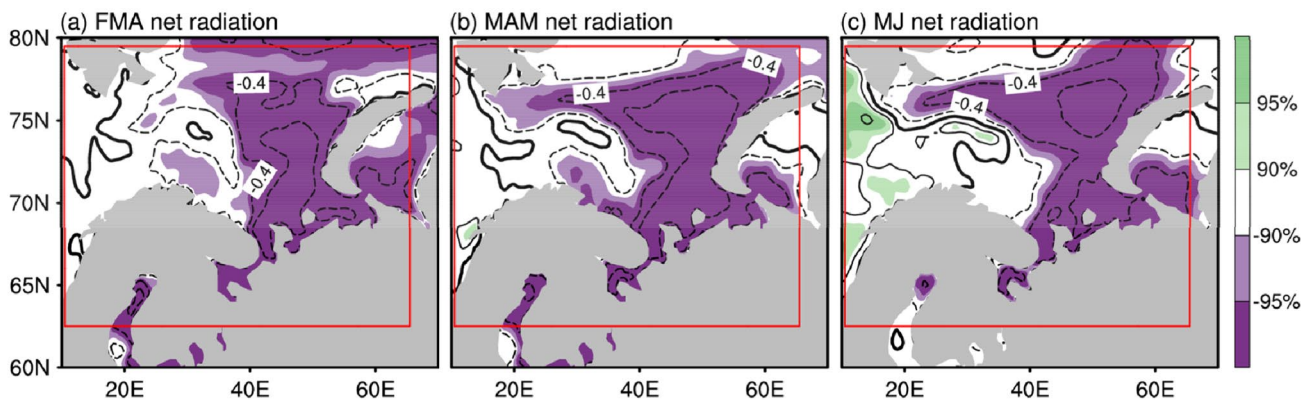 (a) FMA net radiation
(b) MAM net radiation
(c) MJ net radiation
80N
75N
70N
65N
60N
-0.4
-0.4
-0.4
-0.4
-0.4
-0.4
20E
40E
60E
20E
40E
60E
20E
40E
60E
95%
90%
-90%
-95%